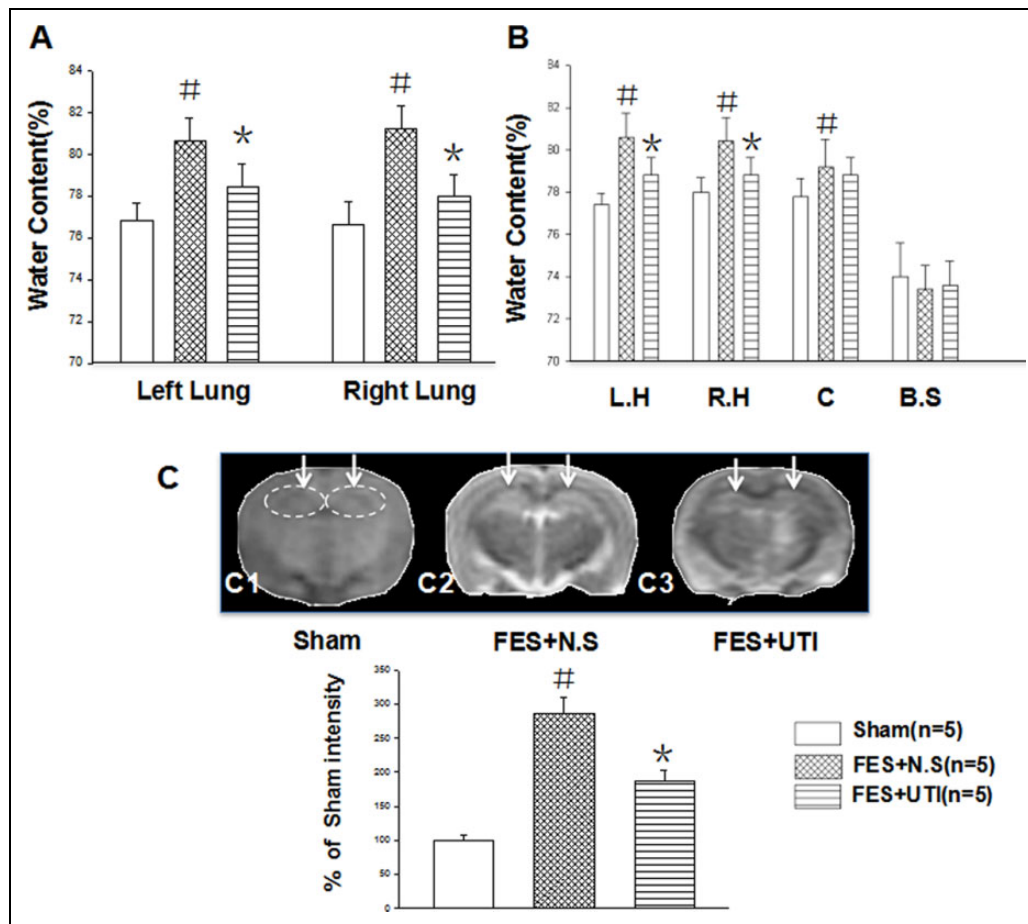 A
Water Content(%)
84
82
80
78
76
74
72
70
#
*
#
*
Left Lung
Right Lung
B
Water Content(%)
84
82
80
78
76
74
72
70
#
*
#
*
#
L.H
R.H
C
B.S
C
C1
C2
C3
Sham
FES+N.S
FES+UTI
% of Sham intensity
350
300
250
200
150
100
50
0
#
*
Sham(n=5)
FES+N.S(n=5)
FES+UTI(n=5)